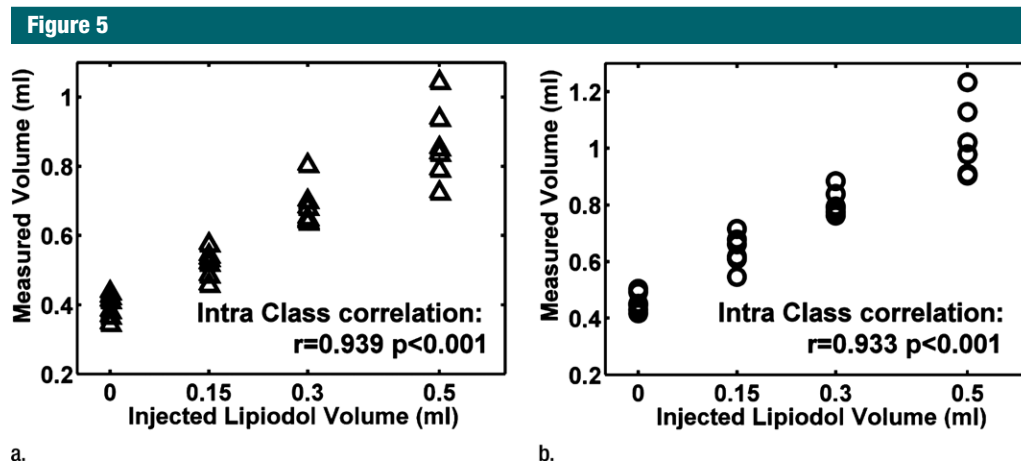 Figure 5
Measured Volume (ml)
1
0.8
0.6
0.4
0.2
Intra Class correlation:
r=0.939 p<0.001
0 0.15 0.3 0.5
Injected Lipiodol Volume (ml)
a.
Measured Volume (ml)
1.2
1
0.8
0.6
0.4
0.2
Intra Class correlation:
r=0.933 p<0.001
0 0.15 0.3 0.5
Injected Lipiodol Volume (ml)
b.